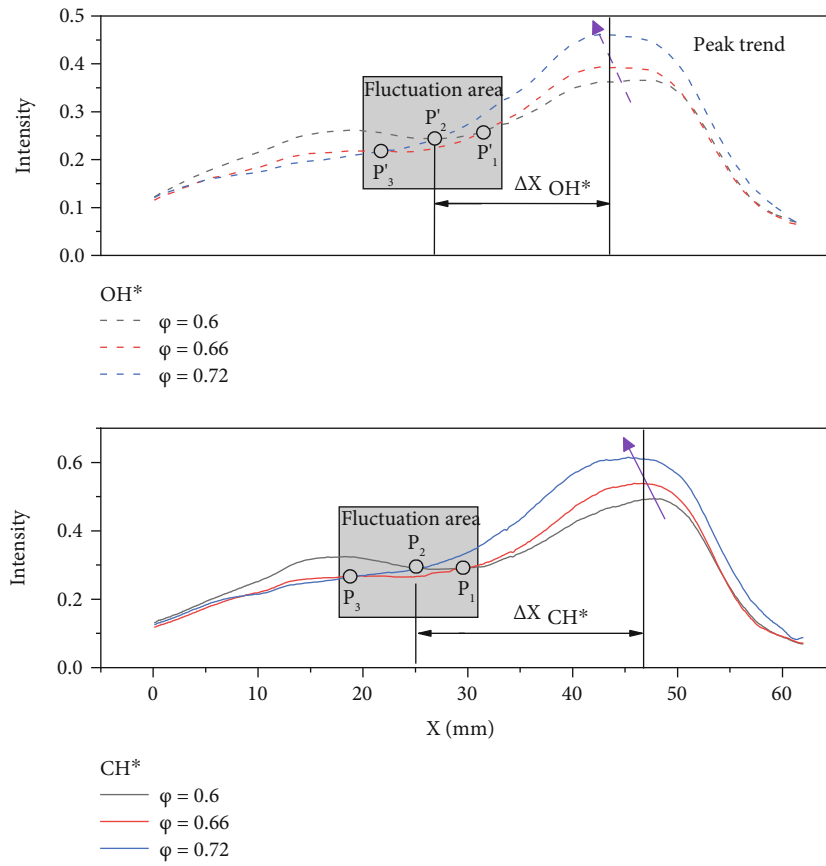 0.5
0.4
0.3
0.2
0.1
0.0
Intensity
Peak trend
Fluctuation area
P'2
P'1
P'3
ΔX OH*
OH*
φ = 0.6
φ = 0.66
φ = 0.72
0.6
0.4
0.2
0.0
Intensity
Fluctuation area
P2
P1
P3
ΔX CH*
0 10 20 30 40 50 60
X (mm)
CH*
φ = 0.6
φ = 0.66
φ = 0.72